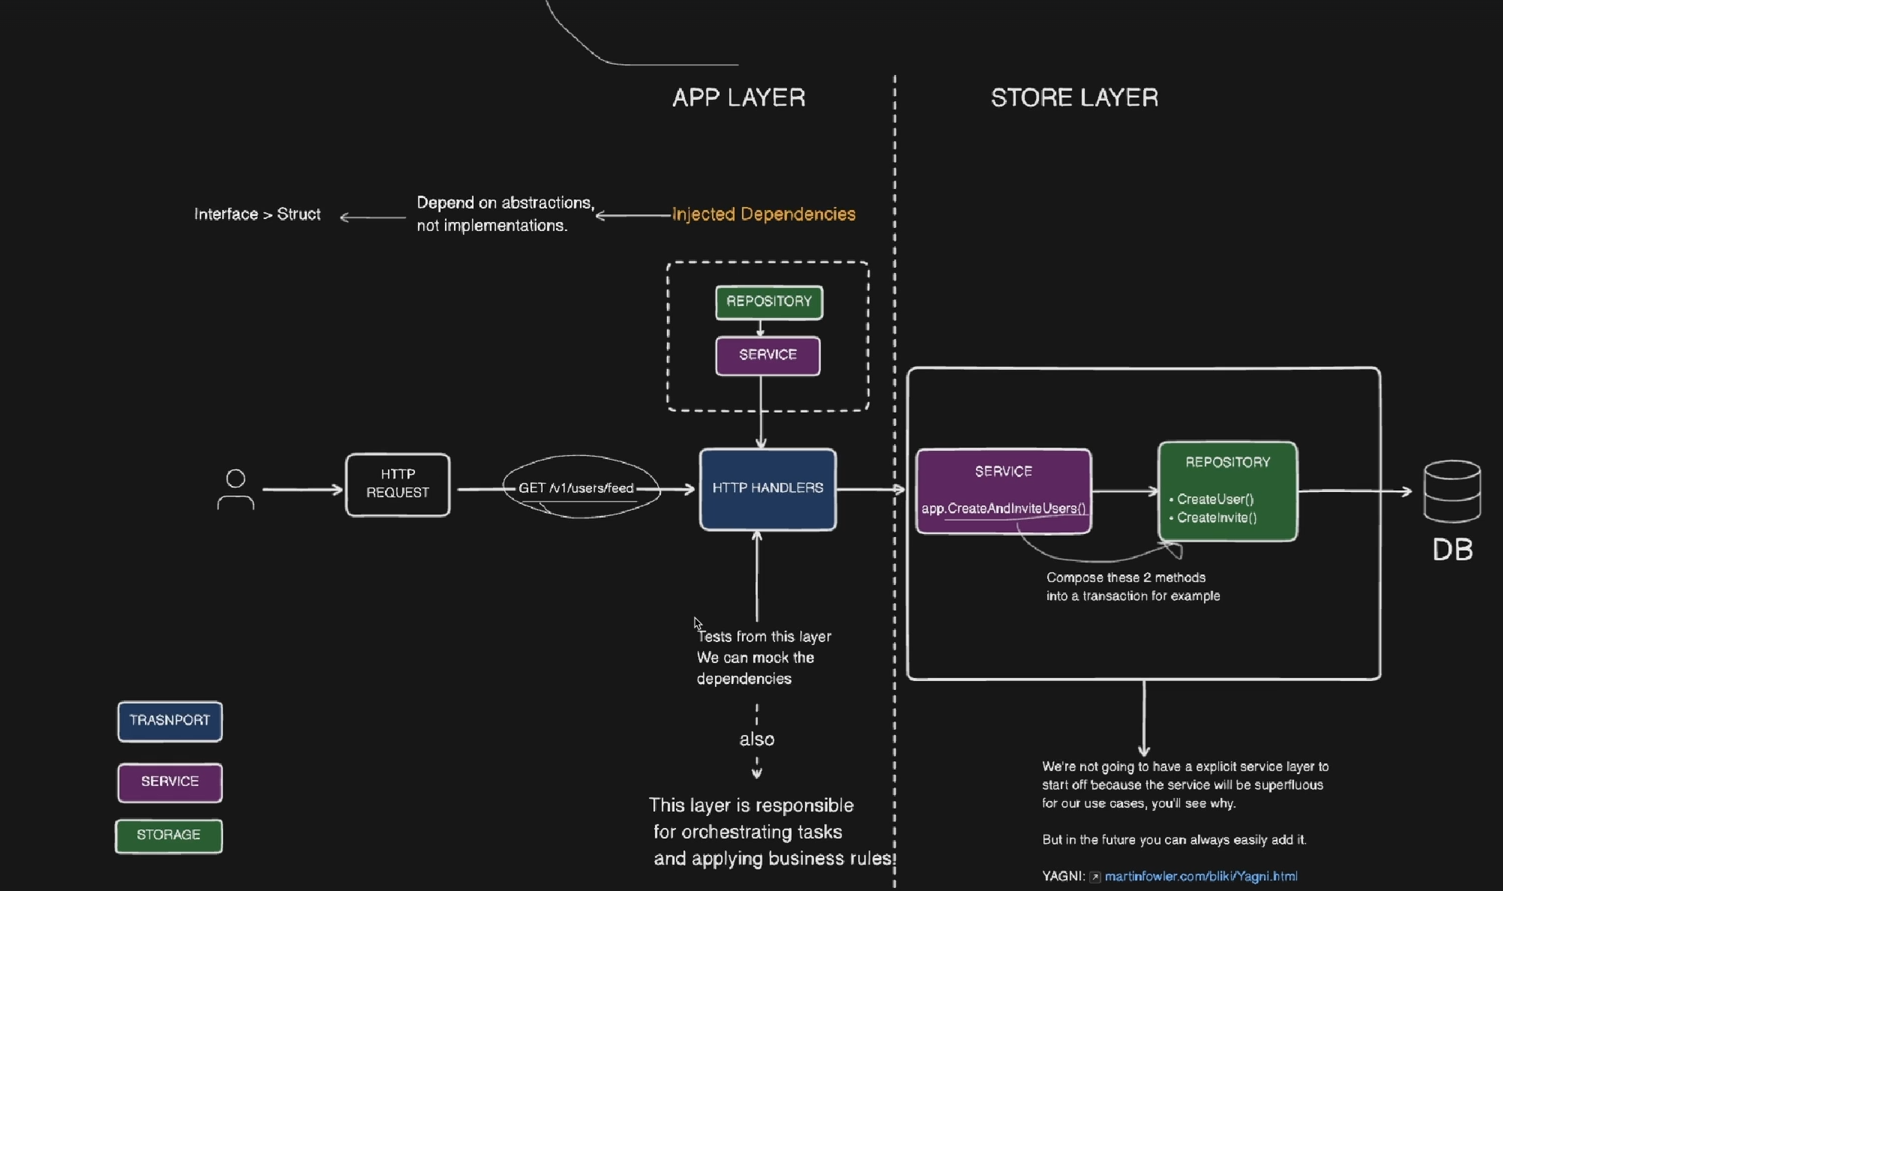 APP LAYER
STORE LAYER
Interface > Struct
Depend on abstractions,
not implementations.
Injected Dependencies
REPOSITORY
SERVICE
HTTP
REQUEST
GET /v1/users/feed
HTTP HANDLERS
SERVICE
app.CreateAndInviteUsers()
REPOSITORY
• CreateUser()
• CreateInvite()
DB
Compose these 2 methods
into a transaction for example
Tests from this layer
We can mock the
dependencies
also
This layer is responsible
for orchestrating tasks
and applying business rules!
TRASNPORT
SERVICE
STORAGE
We're not going to have a explicit service layer to
start off because the service will be superfluous
for our use cases, you'll see why.
But in the future you can always easily add it.
YAGNI: martinfowler.com/bliki/Yagni.html